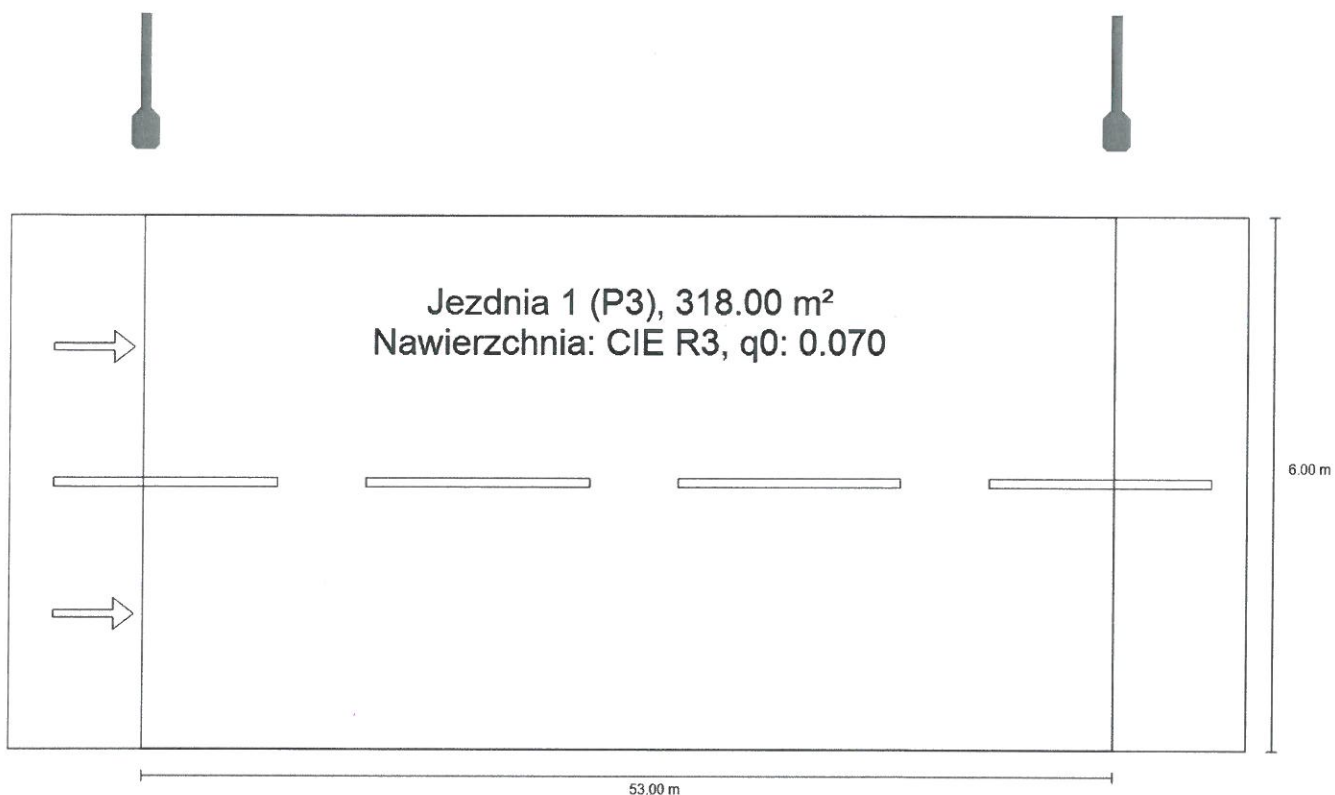 Jezdnia 1 (P3), 318.00 m²
Nawierzchnia: CIE R3, q0: 0.070
6.00 m
53.00 m